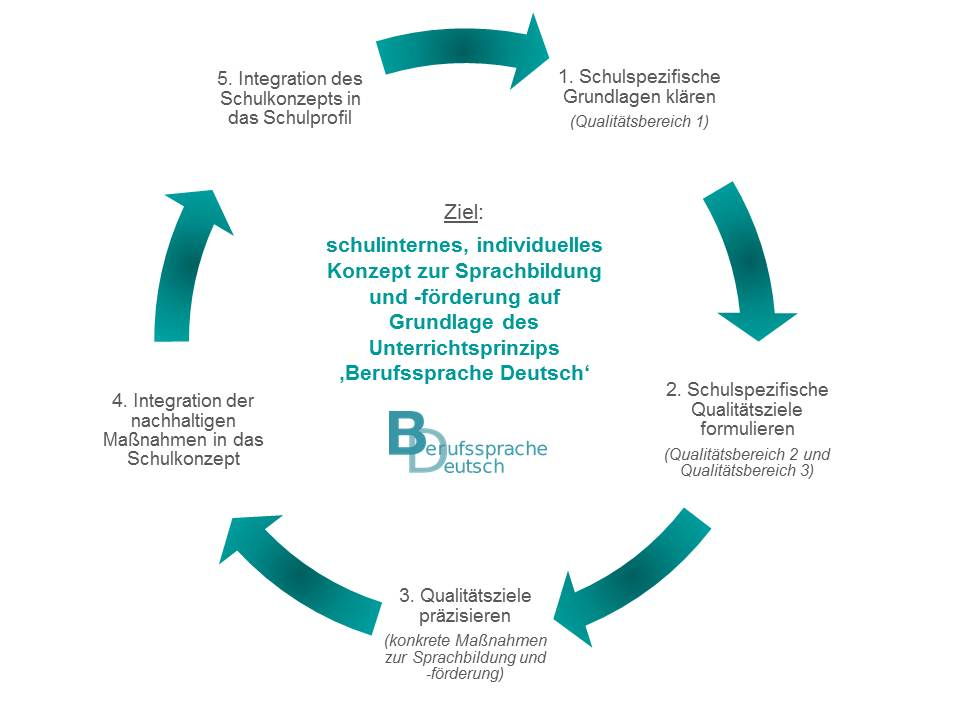 1. Schulspezifische
Grundlagen klären
(Qualitätsbereich 1)
2. Schulspezifische
Qualitätsziele
formulieren
(Qualitätsbereich 2 und
Qualitätsbereich 3)
3. Qualitätsziele
präzisieren
(konkrete Maßnahmen
zur Sprachbildung und
-förderung)
4. Integration der
nachhaltigen
Maßnahmen in das
Schulkonzept
5. Integration des
Schulkonzepts in
das Schulprofil
Ziel:
schulinternes, individuelles
Konzept zur Sprachbildung
und -förderung auf
Grundlage des
Unterrichtsprinzips
‚Berufssprache Deutsch‘
Berufssprache
Deutsch